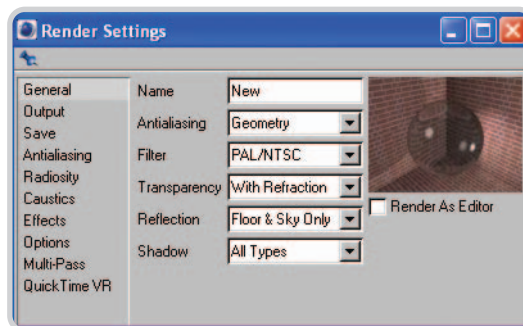 Render Settings
General
Output
Save
Antialiasing
Radiosity
Caustics
Effects
Options
Multi-Pass
QuickTime VR
Name New
Antialiasing Geometry
Filter PAL/NTSC
Transparency With Refraction
Reflection Floor & Sky Only
Shadow All Types
Render As Editor